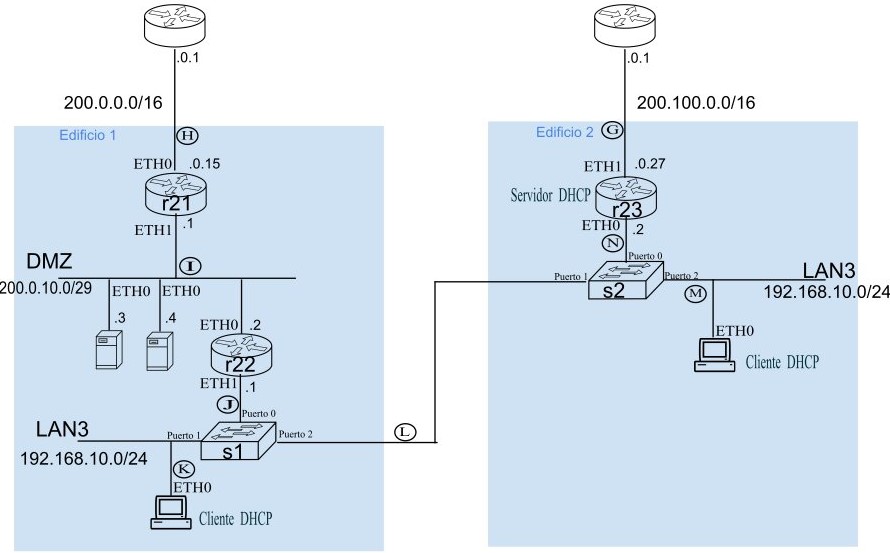 .0.1
.0.1
200.0.0.0/16
200.100.0.0/16
Edificio 1
H
Edificio 2
G
ETH0
.0.15
ETH1
.0.27
r21
Servidor DHCP
r23
ETH1
.1
ETH0
.2
DMZ
I
N
Puerto 0
200.0.10.0/29
ETH0
ETH0
Puerto 1
s2
Puerto 2
LAN3
M
192.168.10.0/24
.3
.4
ETH0
.2
ETH0
r22
Cliente DHCP
ETH1
.1
J
Puerto 0
LAN3
Puerto 1
s1
Puerto 2
L
192.168.10.0/24
K
ETH0
Cliente DHCP